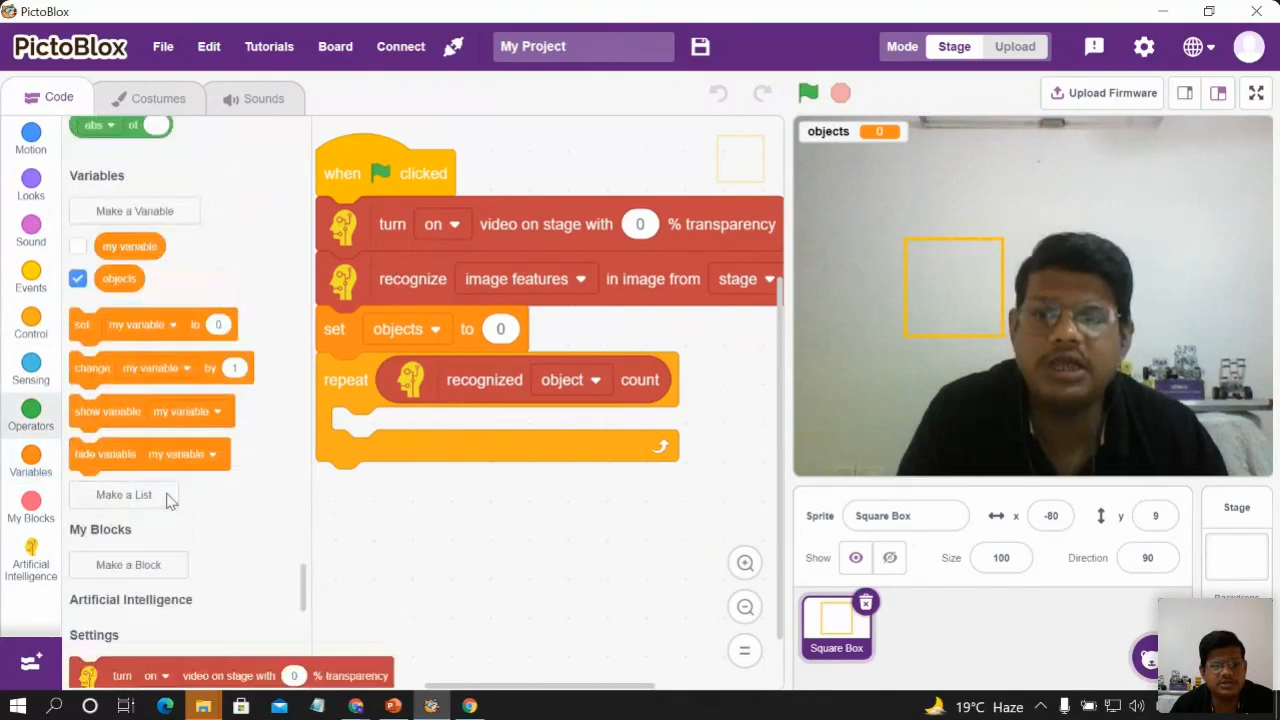 PictoBlox
PictoBlox File Edit Tutorials Board Connect My Project Mode Stage Upload
Code Costumes Sounds Upload Firmware
Motion
Looks
Sound
Events
Control
Sensing
Operators
Variables
My Blocks
Artificial
Intelligence
abs of
Variables
Make a Variable
my variable
objects
set my variable to 0
change my variable by 1
show variable my variable
hide variable my variable
Make a List
My Blocks
Make a Block
Artificial Intelligence
Settings
turn on video on stage with 0 % transparency
when clicked
turn on video on stage with 0 % transparency
recognize image features in image from stage
set objects to 0
repeat recognized object count
objects 0
Sprite Square Box x -80 y 9
Show Size 100 Direction 90
Square Box
Stage
19°C Haze